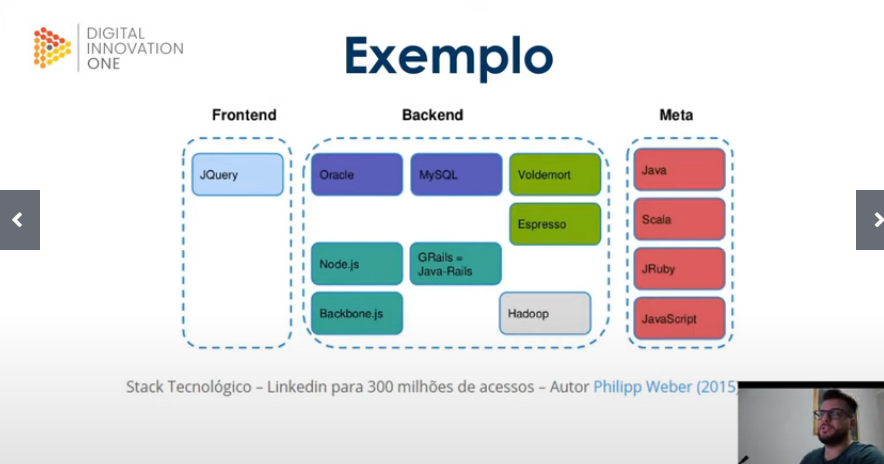 DIGITAL
INNOVATION
ONE
Exemplo
Frontend
Backend
Meta
JQuery
Oracle
MySQL
Voldemort
Java
Espresso
Scala
Node.js
GRails =
Java-Rails
JRuby
Backbone.js
Hadoop
JavaScript
Stack Tecnológico – Linkedin para 300 milhões de acessos – Autor Philipp Weber (2015)